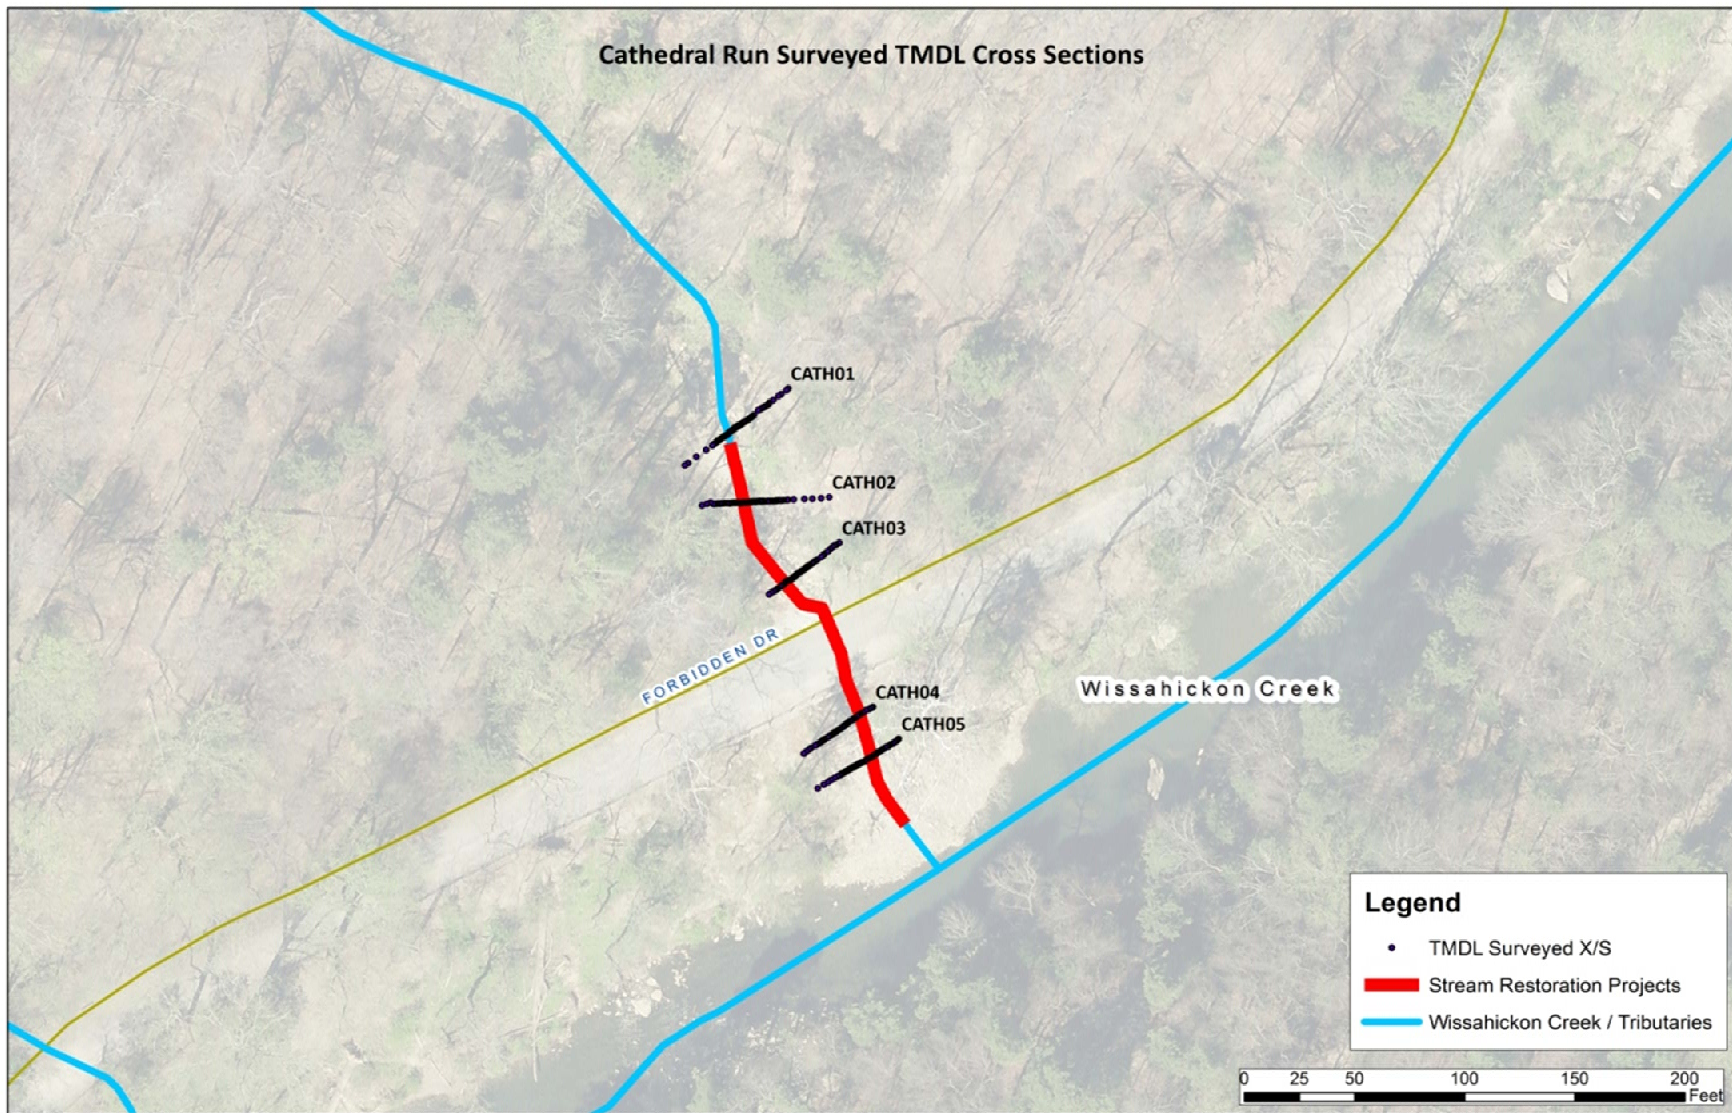 Cathedral Run Surveyed TMDL Cross Sections
CATH01
CATH02
CATH03
FORBIDDEN DR
CATH04
Wissahickon Creek
CATH05
Legend
TMDL Surveyed X/S
Stream Restoration Projects
Wissahickon Creek / Tributaries
0 25 50 100 150 200
Feet